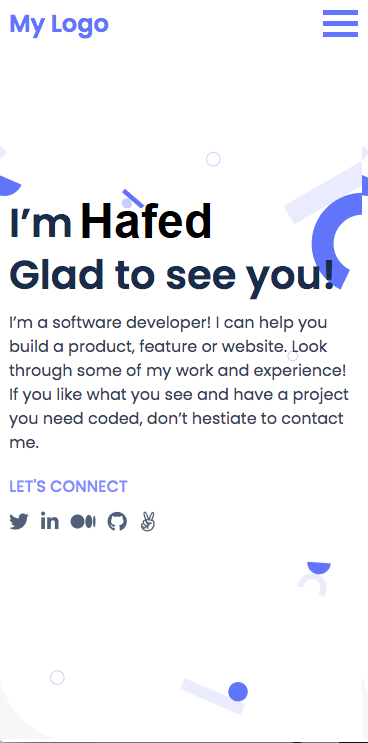 My Logo
I’m Hafed
Glad to see you!
I’m a software developer! I can help you
build a product, feature or website. Look
through some of my work and experience!
If you like what you see and have a project
you need coded, don’t hestiate to contact
me.
LET'S CONNECT